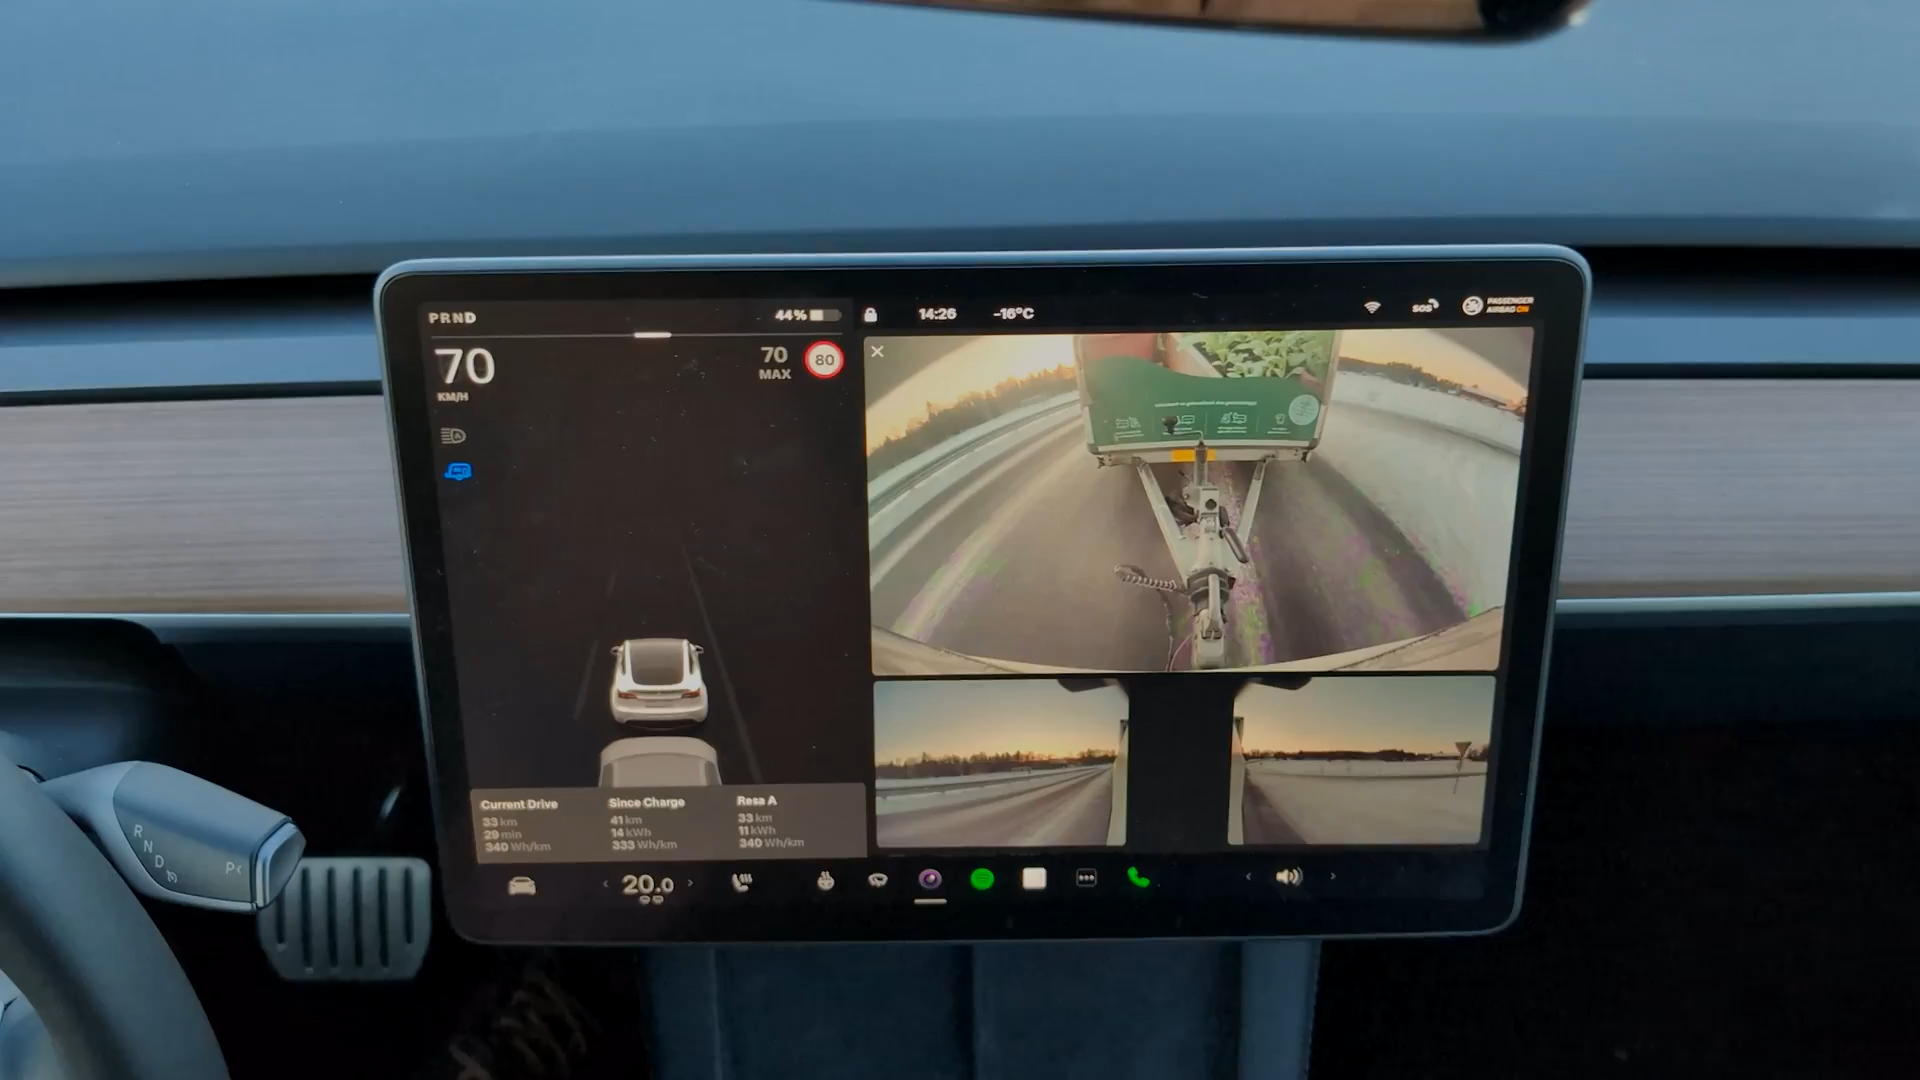 PRND
44%
14:26
-16°C
SOS
PASSENGER
AIRBAG ON
70
KM/H
70
MAX
80
Current Drive
33 km
29 min
340 Wh/km
Since Charge
41 km
14 kWh
333 Wh/km
Resa A
33 km
11 kWh
340 Wh/km
20.0
R
N
D
P